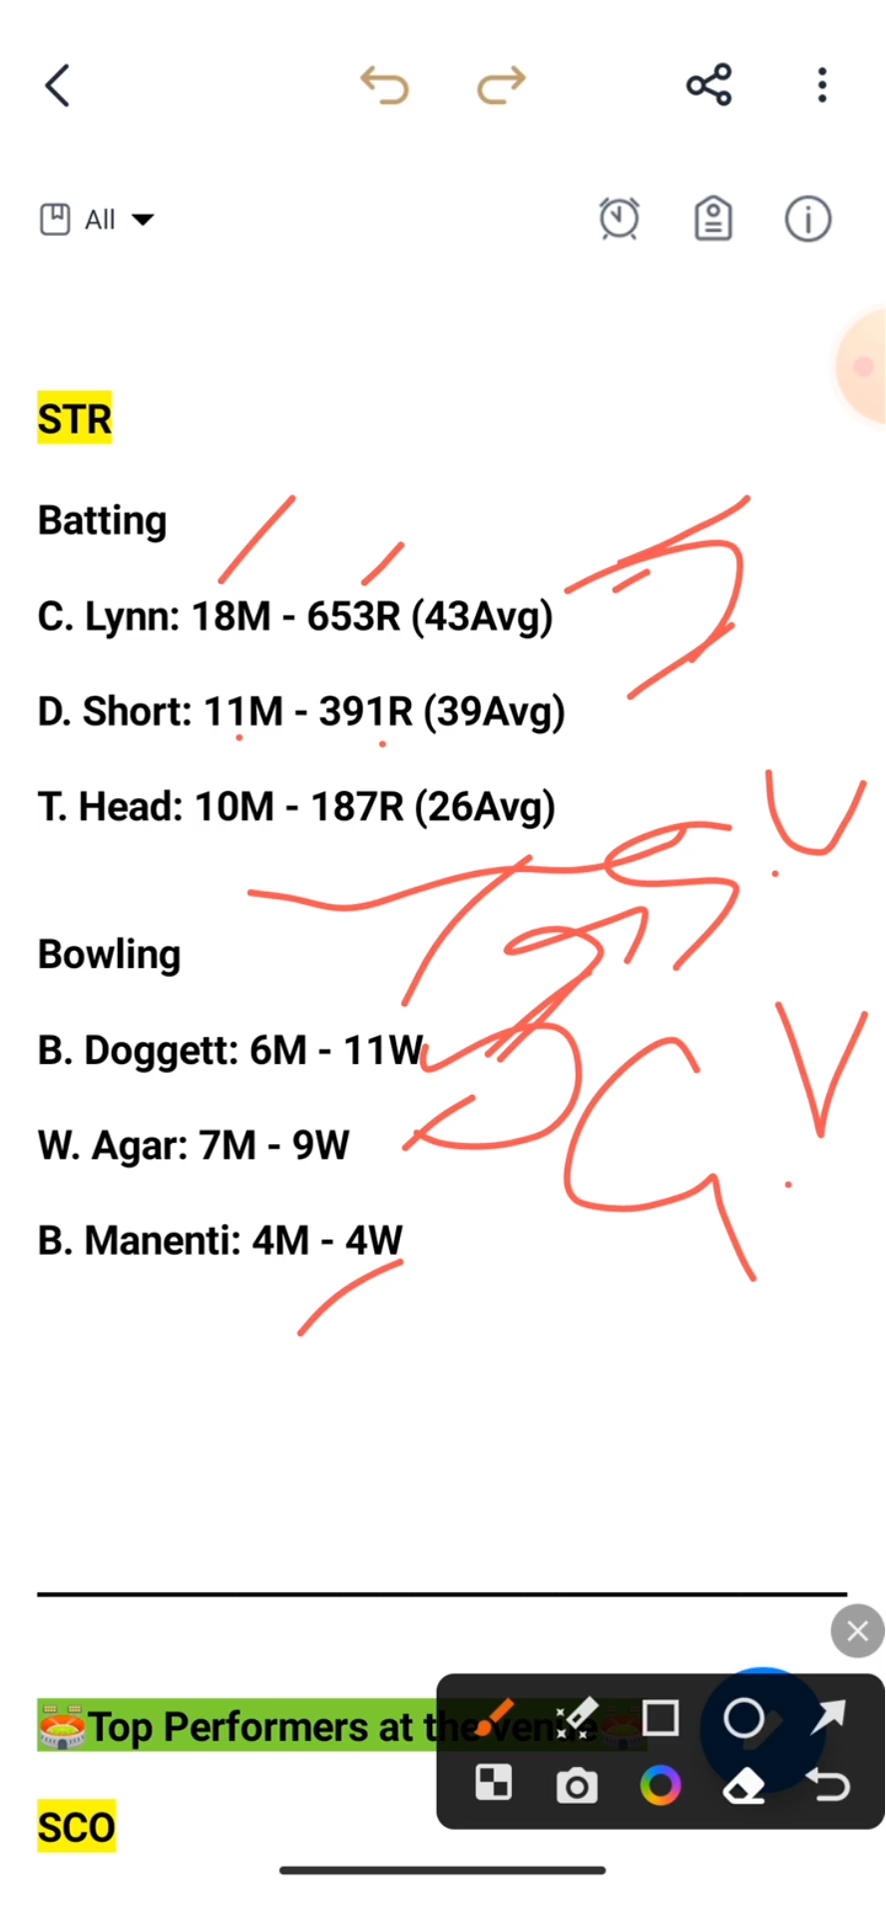 All
STR
Batting
C. Lynn: 18M - 653R (43Avg)
D. Short: 11M - 391R (39Avg)
T. Head: 10M - 187R (26Avg)
Bowling
B. Doggett: 6M - 11W
W. Agar: 7M - 9W
B. Manenti: 4M - 4W
Top Performers at the venue
SCO